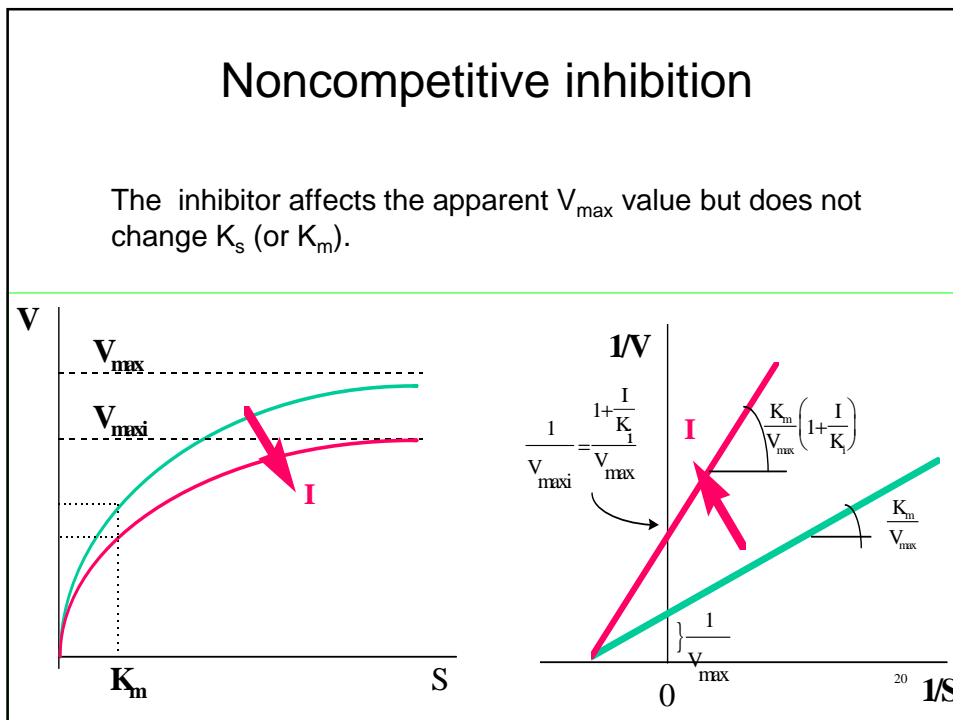 Noncompetitive inhibition
The  inhibitor affects the apparent Vmax value but does not
change Ks (or Km).
V
Vmax
Vmaxi
I
Km
S
1/V
1/Vmaxi = (1+I/Ki)/Vmax
I
Km/Vmax (1+I/Ki)
Km/Vmax
} 1/Vmax
0
20
1/S